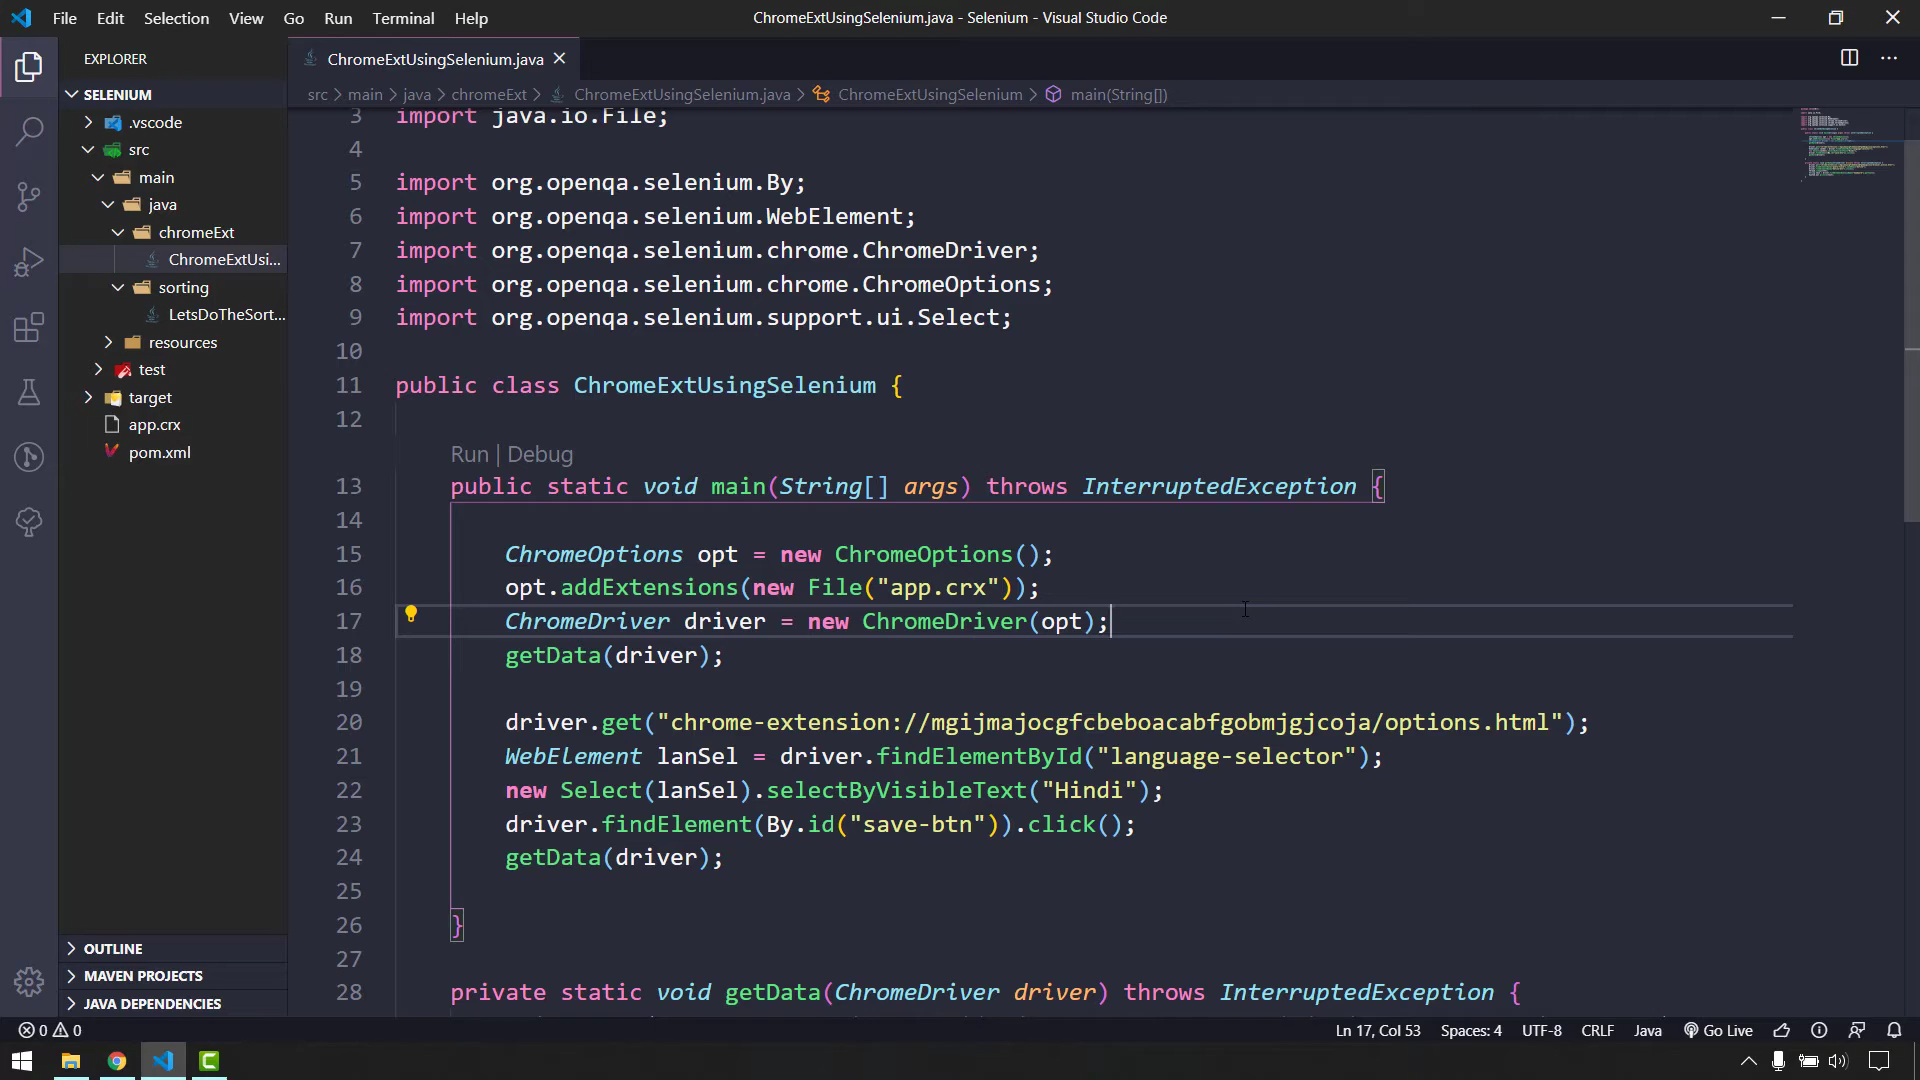 File Edit Selection View Go Run Terminal Help
ChromeExtUsingSelenium.java - Selenium - Visual Studio Code
EXPLORER
SELENIUM
.vscode
src
main
java
chromeExt
ChromeExtUsi...
sorting
LetsDoTheSort...
resources
test
target
app.crx
pom.xml
OUTLINE
MAVEN PROJECTS
JAVA DEPENDENCIES
ChromeExtUsingSelenium.java
src > main > java > chromeExt > ChromeExtUsingSelenium.java > ChromeExtUsingSelenium > main(String[])
3 import java.io.File;
4
5 import org.openqa.selenium.By;
6 import org.openqa.selenium.WebElement;
7 import org.openqa.selenium.chrome.ChromeDriver;
8 import org.openqa.selenium.chrome.ChromeOptions;
9 import org.openqa.selenium.support.ui.Select;
10
11 public class ChromeExtUsingSelenium {
12
Run | Debug
13 public static void main(String[] args) throws InterruptedException {
14
15 ChromeOptions opt = new ChromeOptions();
16 opt.addExtensions(new File("app.crx"));
17 ChromeDriver driver = new ChromeDriver(opt);
18 getData(driver);
19
20 driver.get("chrome-extension://mgijmajocgfcbeboacabfgobmjgjcoja/options.html");
21 WebElement lanSel = driver.findElementById("language-selector");
22 new Select(lanSel).selectByVisibleText("Hindi");
23 driver.findElement(By.id("save-btn")).click();
24 getData(driver);
25
26 }
27
28 private static void getData(ChromeDriver driver) throws InterruptedException {
0 0
Ln 17, Col 53 Spaces: 4 UTF-8 CRLF Java Go Live